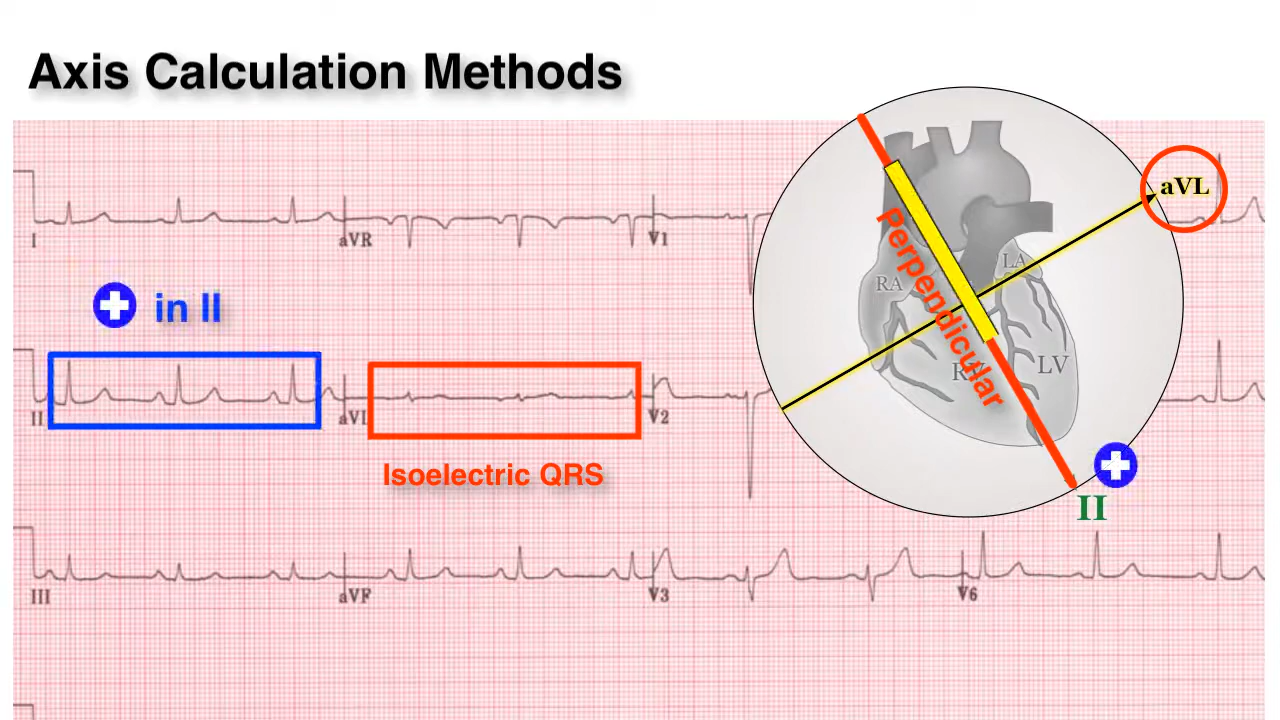 Axis Calculation Methods
I
aVR
V1
aVL
in II
II
aVL
V2
Isoelectric QRS
RA
LA
LV
Perpendicular
II
III
aVF
V3
V6